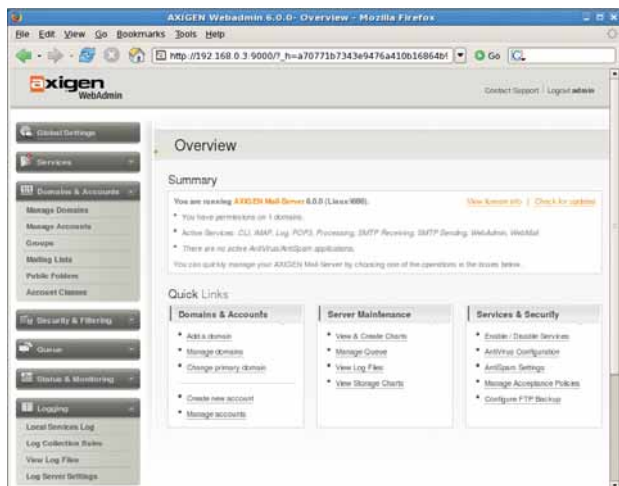 AXIGEN Webadmin 6.0.0- Overview - Mozilla Firefox
File Edit View Go Bookmarks Tools Help
http://192.168.0.3:9000/?_h=a70771b7343e9476a410b16864b Go
axigen
WebAdmin
Contact Support | Logout admin
Global Settings
Services
Domains & Accounts
Manage Domains
Manage Accounts
Groups
Mailing Lists
Public Folders
Account Classes
Security & Filtering
Queue
Status & Monitoring
Logging
Local Services Log
Log Collection Rules
View Log Files
Log Server Settings
Overview
Summary
You are running AXIGEN Mail Server 6.0.0 (Linux/i686). View license info | Check for updates
You have permissions on 1 domains.
Active Services: CLI, IMAP, Log, POP3, Processing, SMTP Receiving, SMTP Sending, WebAdmin, WebMail
There are no active AntiVirus/AntiSpam applications.
You can quickly manage your AXIGEN Mail Server by choosing one of the operations in the boxes below.
Quick Links
Domains & Accounts
Add a domain
Manage domains
Change primary domain
Create new account
Manage accounts
Server Maintenance
View & Create Charts
Manage Queue
View Log Files
View Storage Charts
Services & Security
Enable / Disable Services
AntiVirus Configuration
AntiSpam Settings
Manage Acceptance Policies
Configure FTP Backup